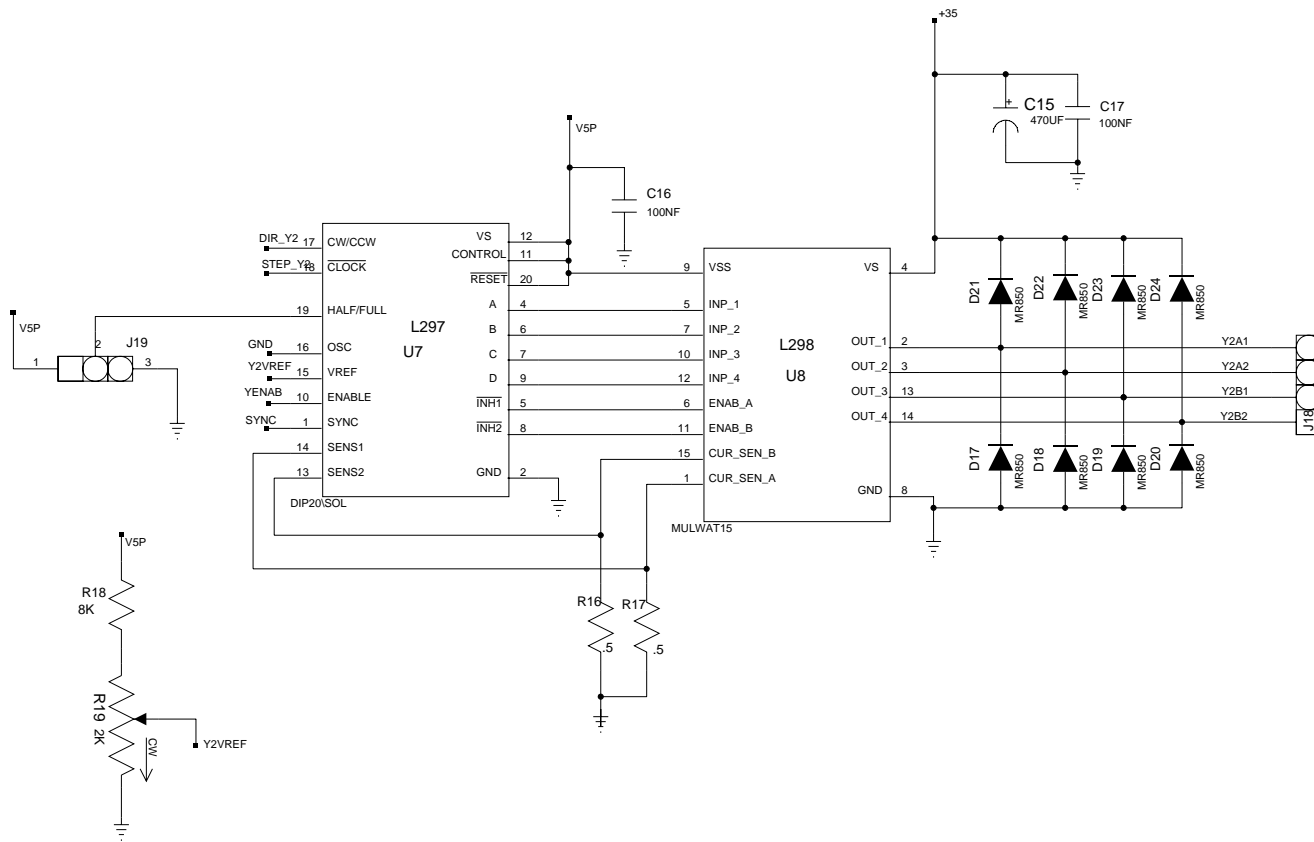 +35
C15
470UF
C17
100NF
V5P
C16
100NF
DIR_Y2
17
CW/CCW
STEP_Y2
18
CLOCK
19
HALF/FULL
GND
16
OSC
Y2VREF
15
VREF
YENAB
10
ENABLE
SYNC
1
SYNC
14
SENS1
13
SENS2
L297
U7
VS
12
CONTROL
11
RESET
20
A
4
B
6
C
7
D
9
INH1
5
INH2
8
GND
2
DIP20\SOL
9
VSS
5
INP_1
7
INP_2
10
INP_3
12
INP_4
6
ENAB_A
11
ENAB_B
15
CUR_SEN_B
1
CUR_SEN_A
L298
U8
VS
4
OUT_1
2
OUT_2
3
OUT_3
13
OUT_4
14
GND
8
MULWAT15
D21
MR850
D22
MR850
D23
MR850
D24
MR850
Y2A1
Y2A2
Y2B1
Y2B2
J18
D17
MR850
D18
MR850
D19
MR850
D20
MR850
V5P
1
2
J19
3
V5P
R18
8K
R19 2K
CW
Y2VREF
R16
.5
R17
.5